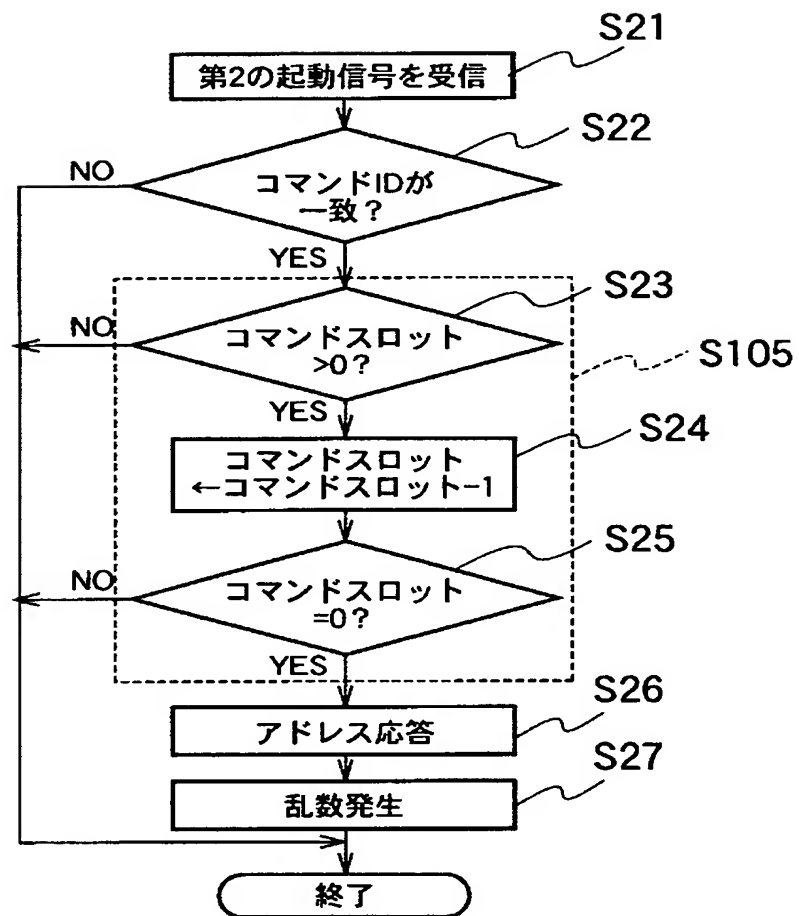 S21
第2の起動信号を受信
S22
NO
コマンドIDが
一致?
YES
S23
NO
コマンドスロット
>0?
S105
YES
S24
コマンドスロット
←コマンドスロット-1
S25
NO
コマンドスロット
=0?
YES
S26
アドレス応答
S27
乱数発生
終了